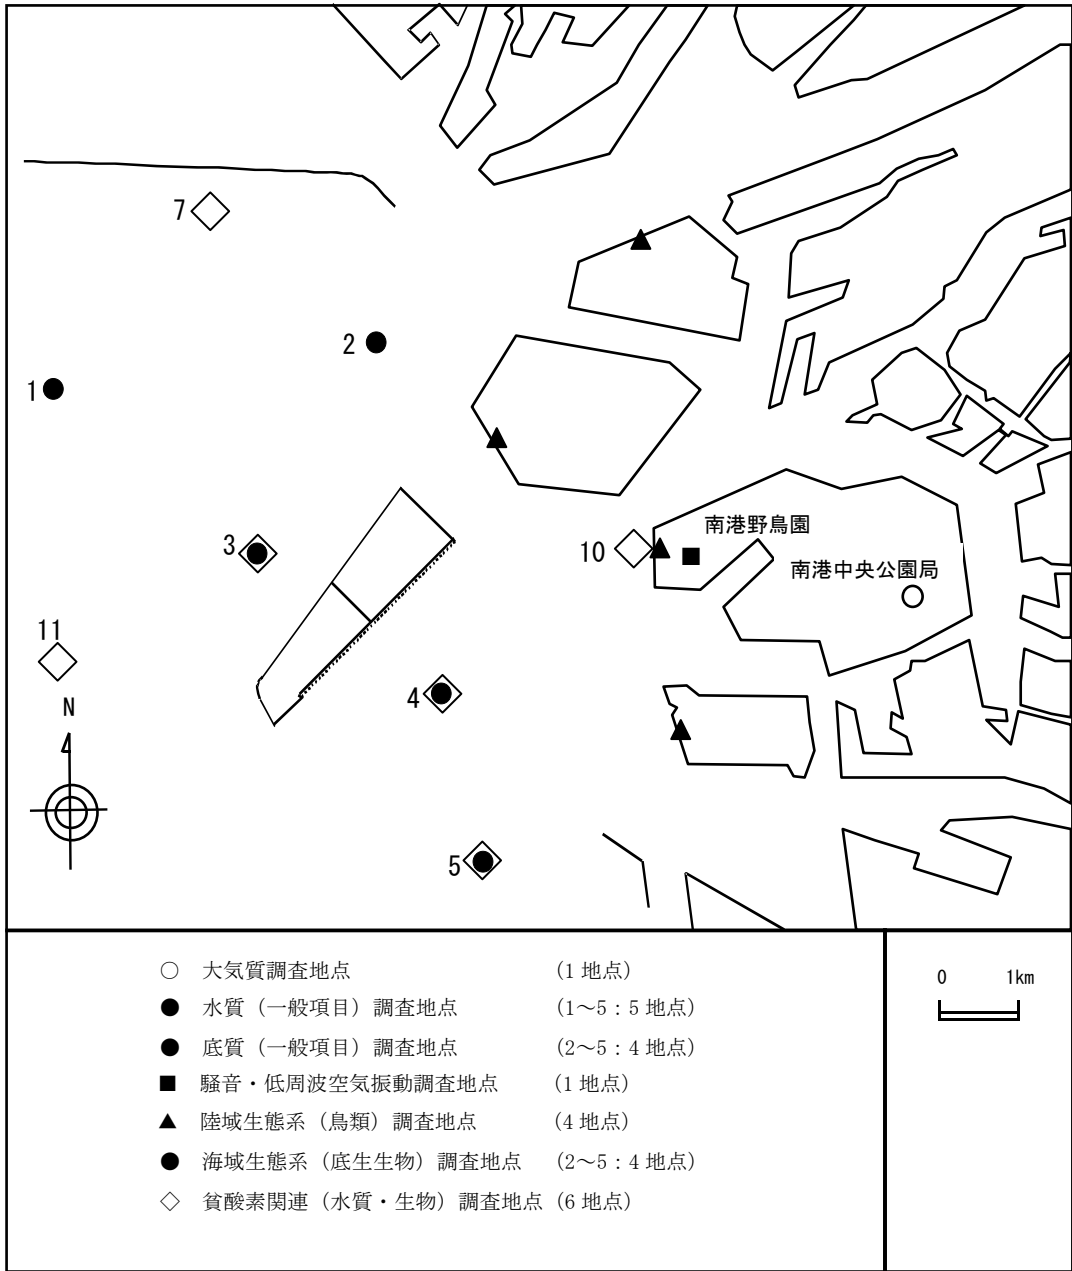 7
2
1
南港野鳥園
3
10
南港中央公園局
11
4
N
5
○ 大気質調査地点 (1 地点)
● 水質（一般項目）調査地点 (1～5：5 地点)
● 底質（一般項目）調査地点 (2～5：4 地点)
■ 騒音・低周波空気振動調査地点 (1 地点)
▲ 陸域生態系（鳥類）調査地点 (4 地点)
● 海域生態系（底生生物）調査地点 (2～5：4 地点)
◇ 貧酸素関連（水質・生物）調査地点 (6 地点)
0 1km